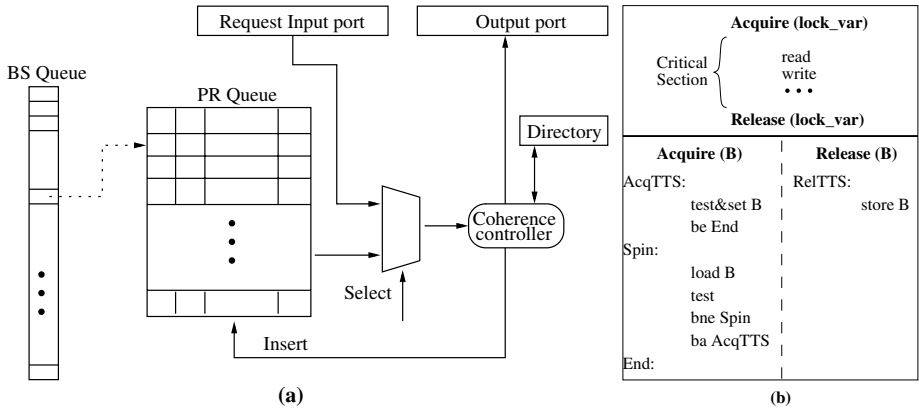 Request Input port
Output port
BS Queue
PR Queue
Directory
Coherence
controller
Select
Insert
(a)
Acquire (lock_var)
Critical
Section
read
write
• • •
Release (lock_var)
Acquire (B)
AcqTTS:
test&set B
be End
Spin:
load B
test
bne Spin
ba AcqTTS
End:
Release (B)
RelTTS:
store B
(b)